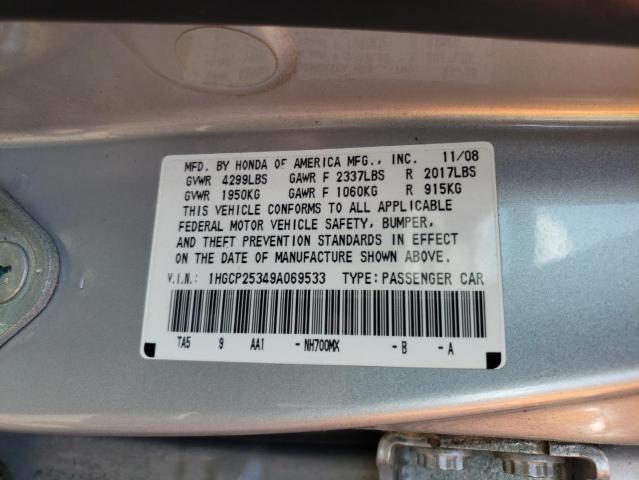 MFD. BY HONDA OF AMERICA MFG., INC. 11/08
GVWR 4299LBS GAWR F 2337LBS R 2017LBS
GVWR 1950KG GAWR F 1060KG R 915KG
THIS VEHICLE CONFORMS TO ALL APPLICABLE
FEDERAL MOTOR VEHICLE SAFETY, BUMPER,
AND THEFT PREVENTION STANDARDS IN EFFECT
ON THE DATE OF MANUFACTURE SHOWN ABOVE.
V.I.N.: 1HGCP25349A069533 TYPE: PASSENGER CAR
TA5 9 AA1 -NH700MX -B -A